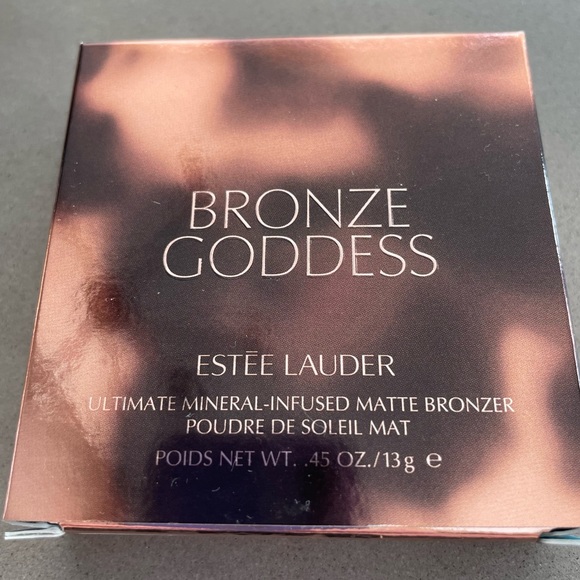 BRONZE
GODDESS
ESTĒE LAUDER
ULTIMATE MINERAL-INFUSED MATTE BRONZER
POUDRE DE SOLEIL MAT
POIDS NET WT. .45 OZ./13g ℮